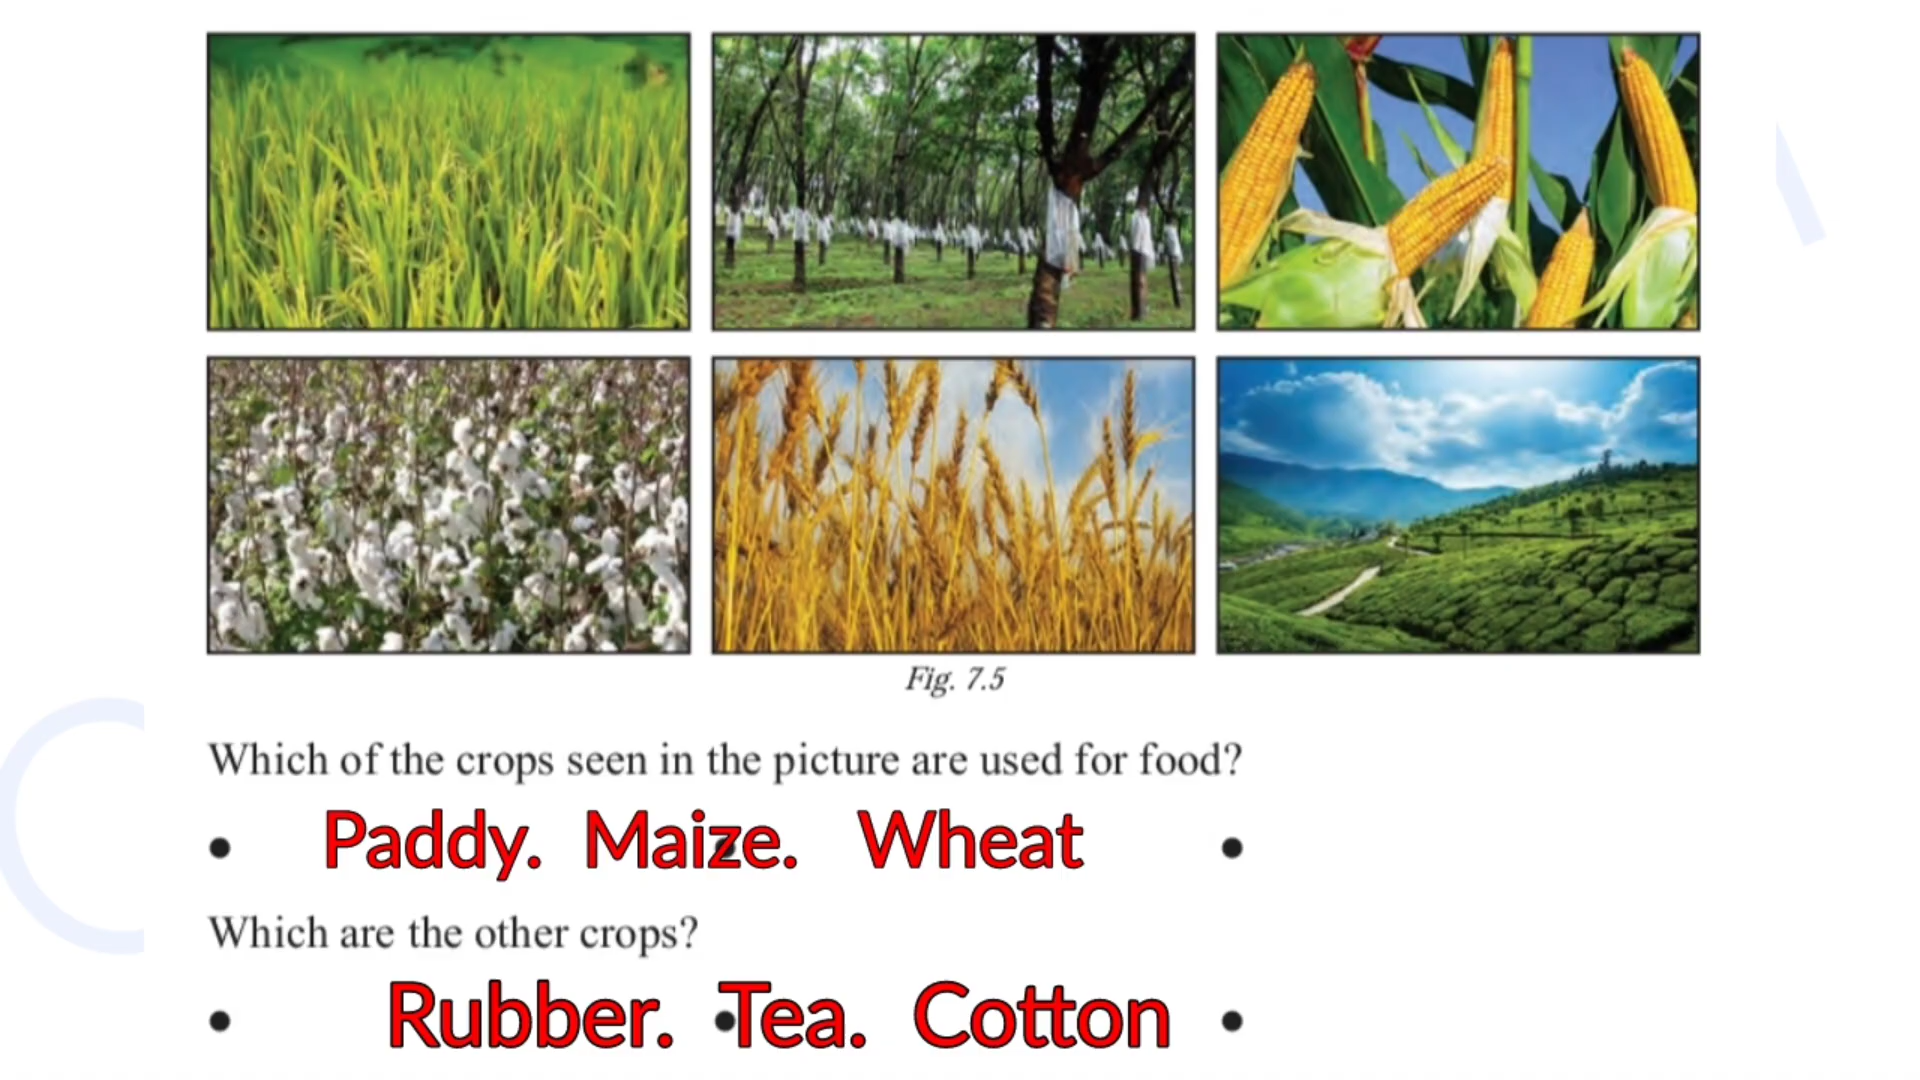 Fig. 7.5
Which of the crops seen in the picture are used for food?
• Paddy. Maize. Wheat •
Which are the other crops?
• Rubber. •Tea. Cotton •